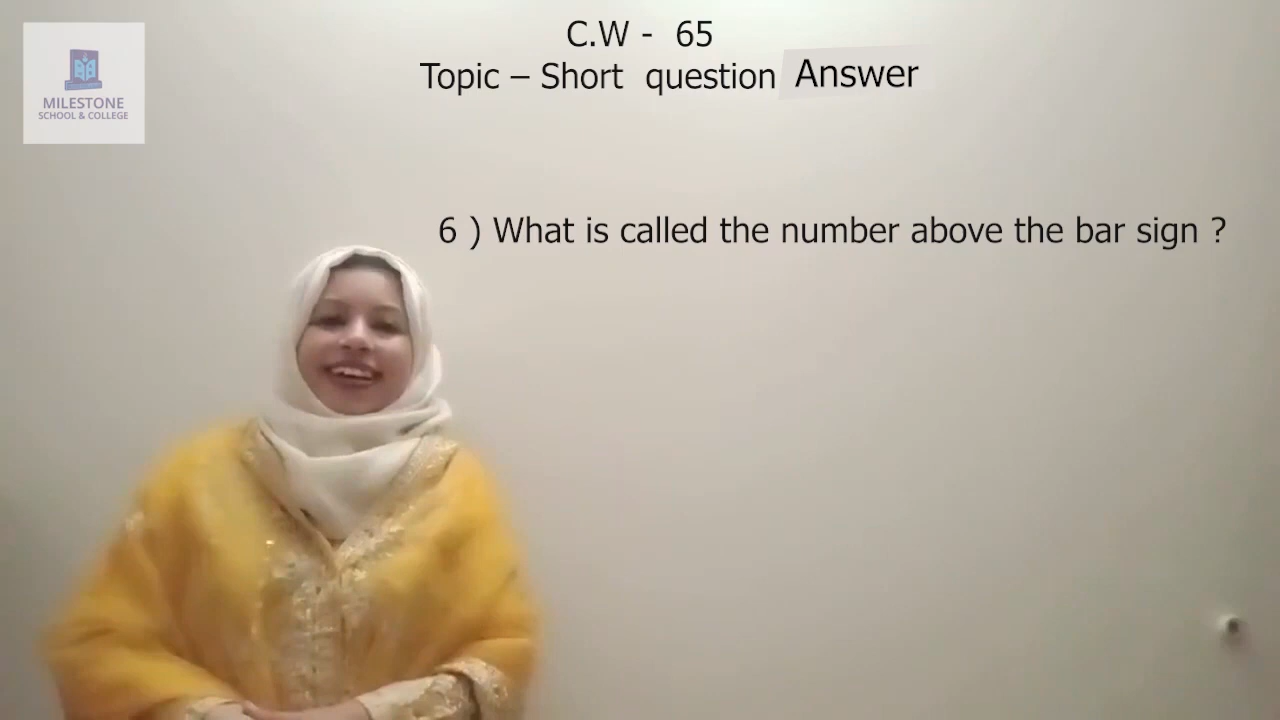 MILESTONE
SCHOOL & COLLEGE
C.W - 65
Topic – Short question Answer
6 ) What is called the number above the bar sign ?